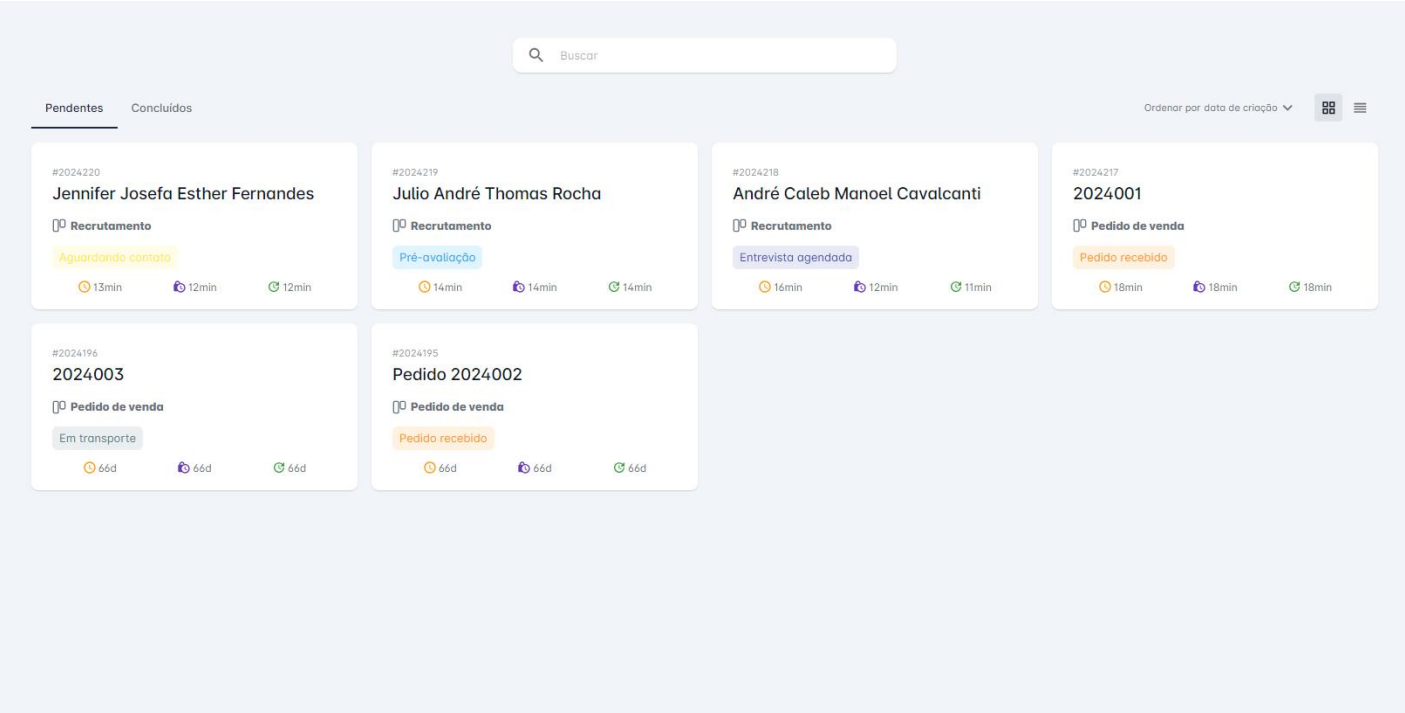 Buscar
Pendentes Concluídos
Ordenar por data de criação
#2024220
Jennifer Josefa Esther Fernandes
Recrutamento
Aguardando contato
13min 12min 12min
#2024219
Julio André Thomas Rocha
Recrutamento
Pré-avaliação
14min 14min 14min
#2024218
André Caleb Manoel Cavalcanti
Recrutamento
Entrevista agendada
16min 12min 11min
#2024217
2024001
Pedido de venda
Pedido recebido
18min 18min 18min
#2024196
2024003
Pedido de venda
Em transporte
66d 66d 66d
#2024195
Pedido 2024002
Pedido de venda
Pedido recebido
66d 66d 66d